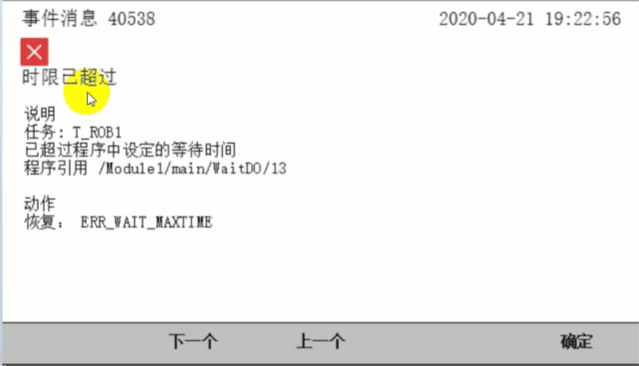 事件消息 40538 2020-04-21 19:22:56
时限已超过
说明
任务: T_ROB1
已超过程序中设定的等待时间
程序引用 /Module1/main/WaitDO/13
动作
恢复: ERR_WAIT_MAXTIME
下一个 上一个 确定